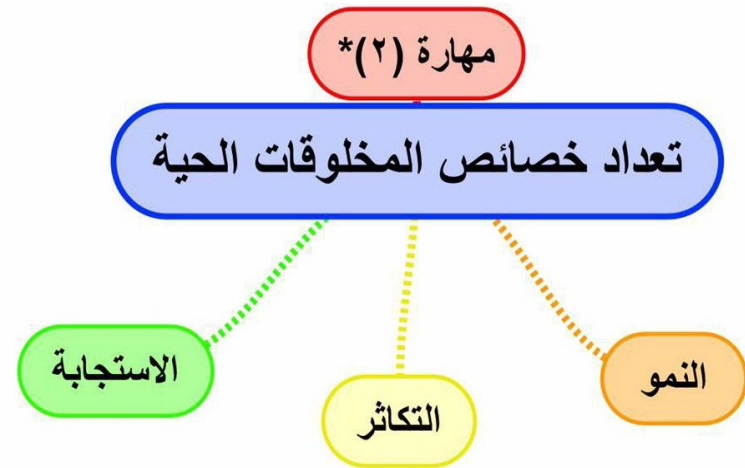 مهارة (٢)*
تعداد خصائص المخلوقات الحية
النمو
التكاثر
الاستجابة